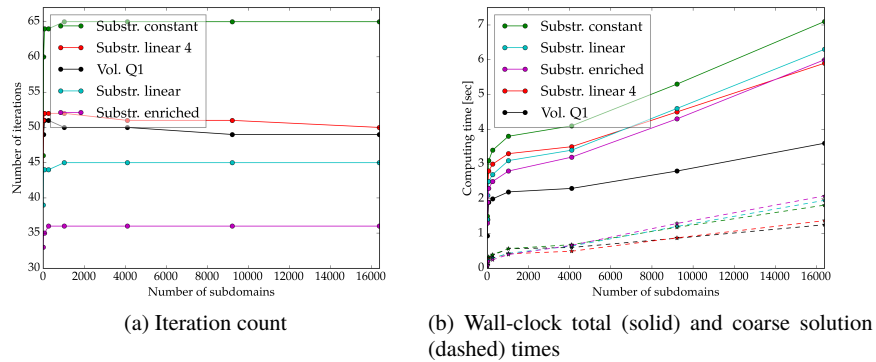 65
60
55
50
45
40
35
30
0
2000
4000
6000
8000
10000
12000
14000
16000
Number of iterations
Number of subdomains
Substr. constant
Substr. linear 4
Vol. Q1
Substr. linear
Substr. enriched
(a) Iteration count
7
6
5
4
3
2
1
0
0
2000
4000
6000
8000
10000
12000
14000
16000
Computing time [sec]
Number of subdomains
Substr. constant
Substr. linear
Substr. enriched
Substr. linear 4
Vol. Q1
(b) Wall-clock total (solid) and coarse solution
(dashed) times